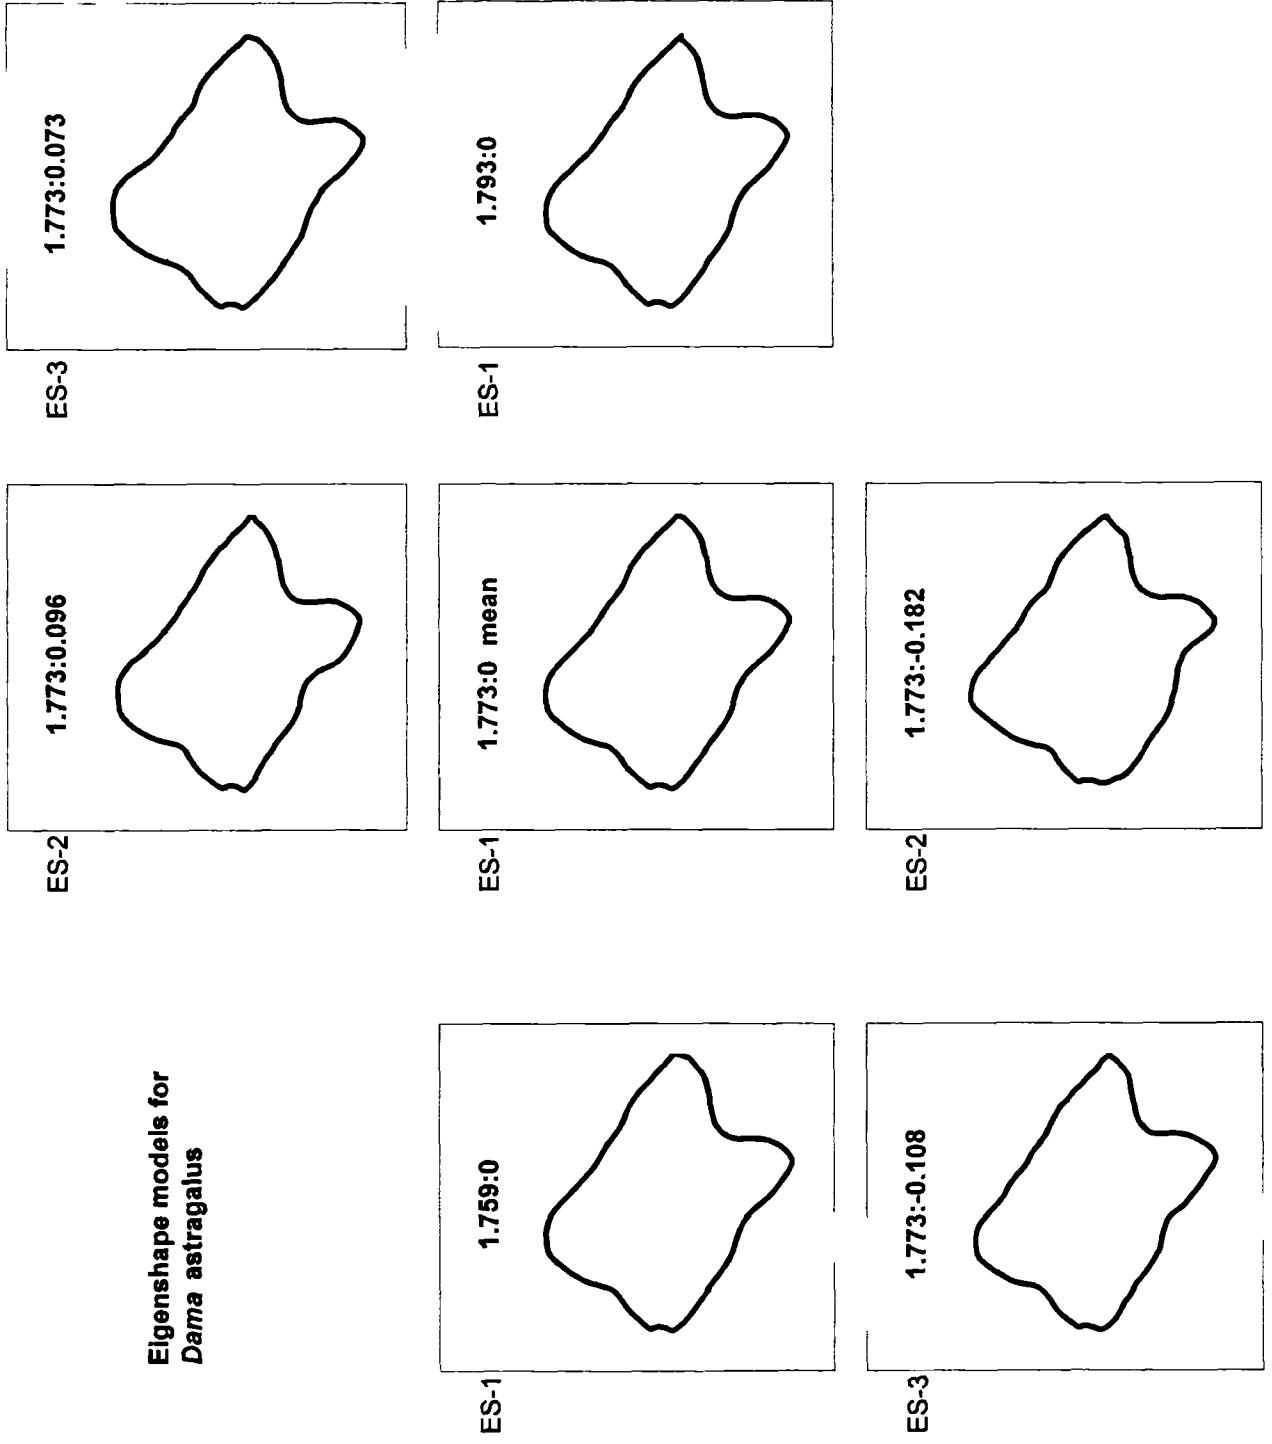 Eigenshape models for
Dama astragalus
ES-2
1.773:0.096
ES-3
1.773:0.073
ES-1
1.759:0
ES-1
1.773:0 mean
ES-1
1.793:0
ES-3
1.773:-0.108
ES-2
1.773:-0.182